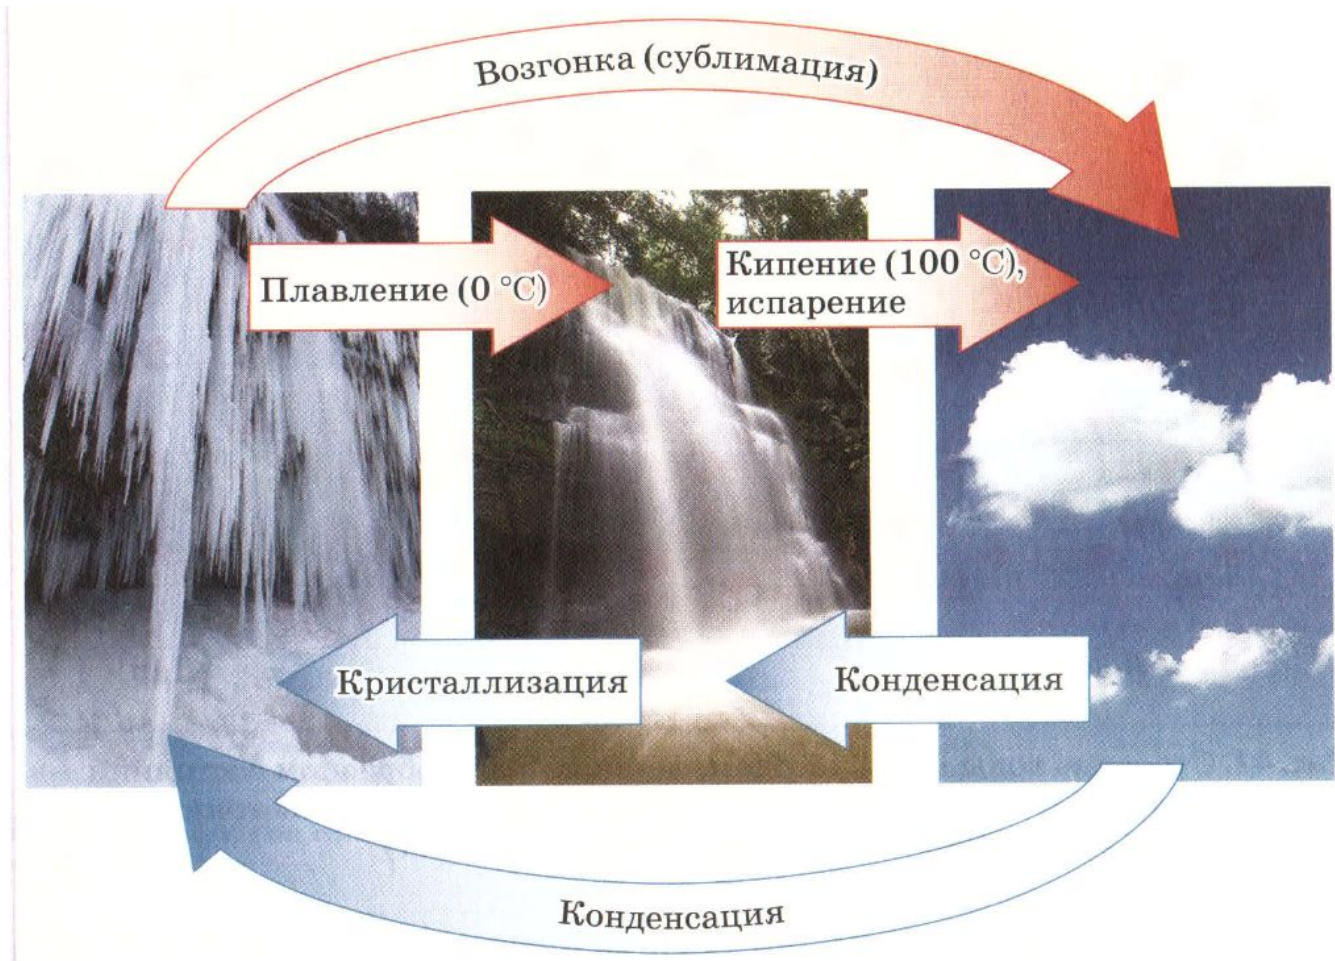 Возгонка (сублимация)
Плавление (0 °С)
Кипение (100 °С),
испарение
Кристаллизация
Конденсация
Конденсация